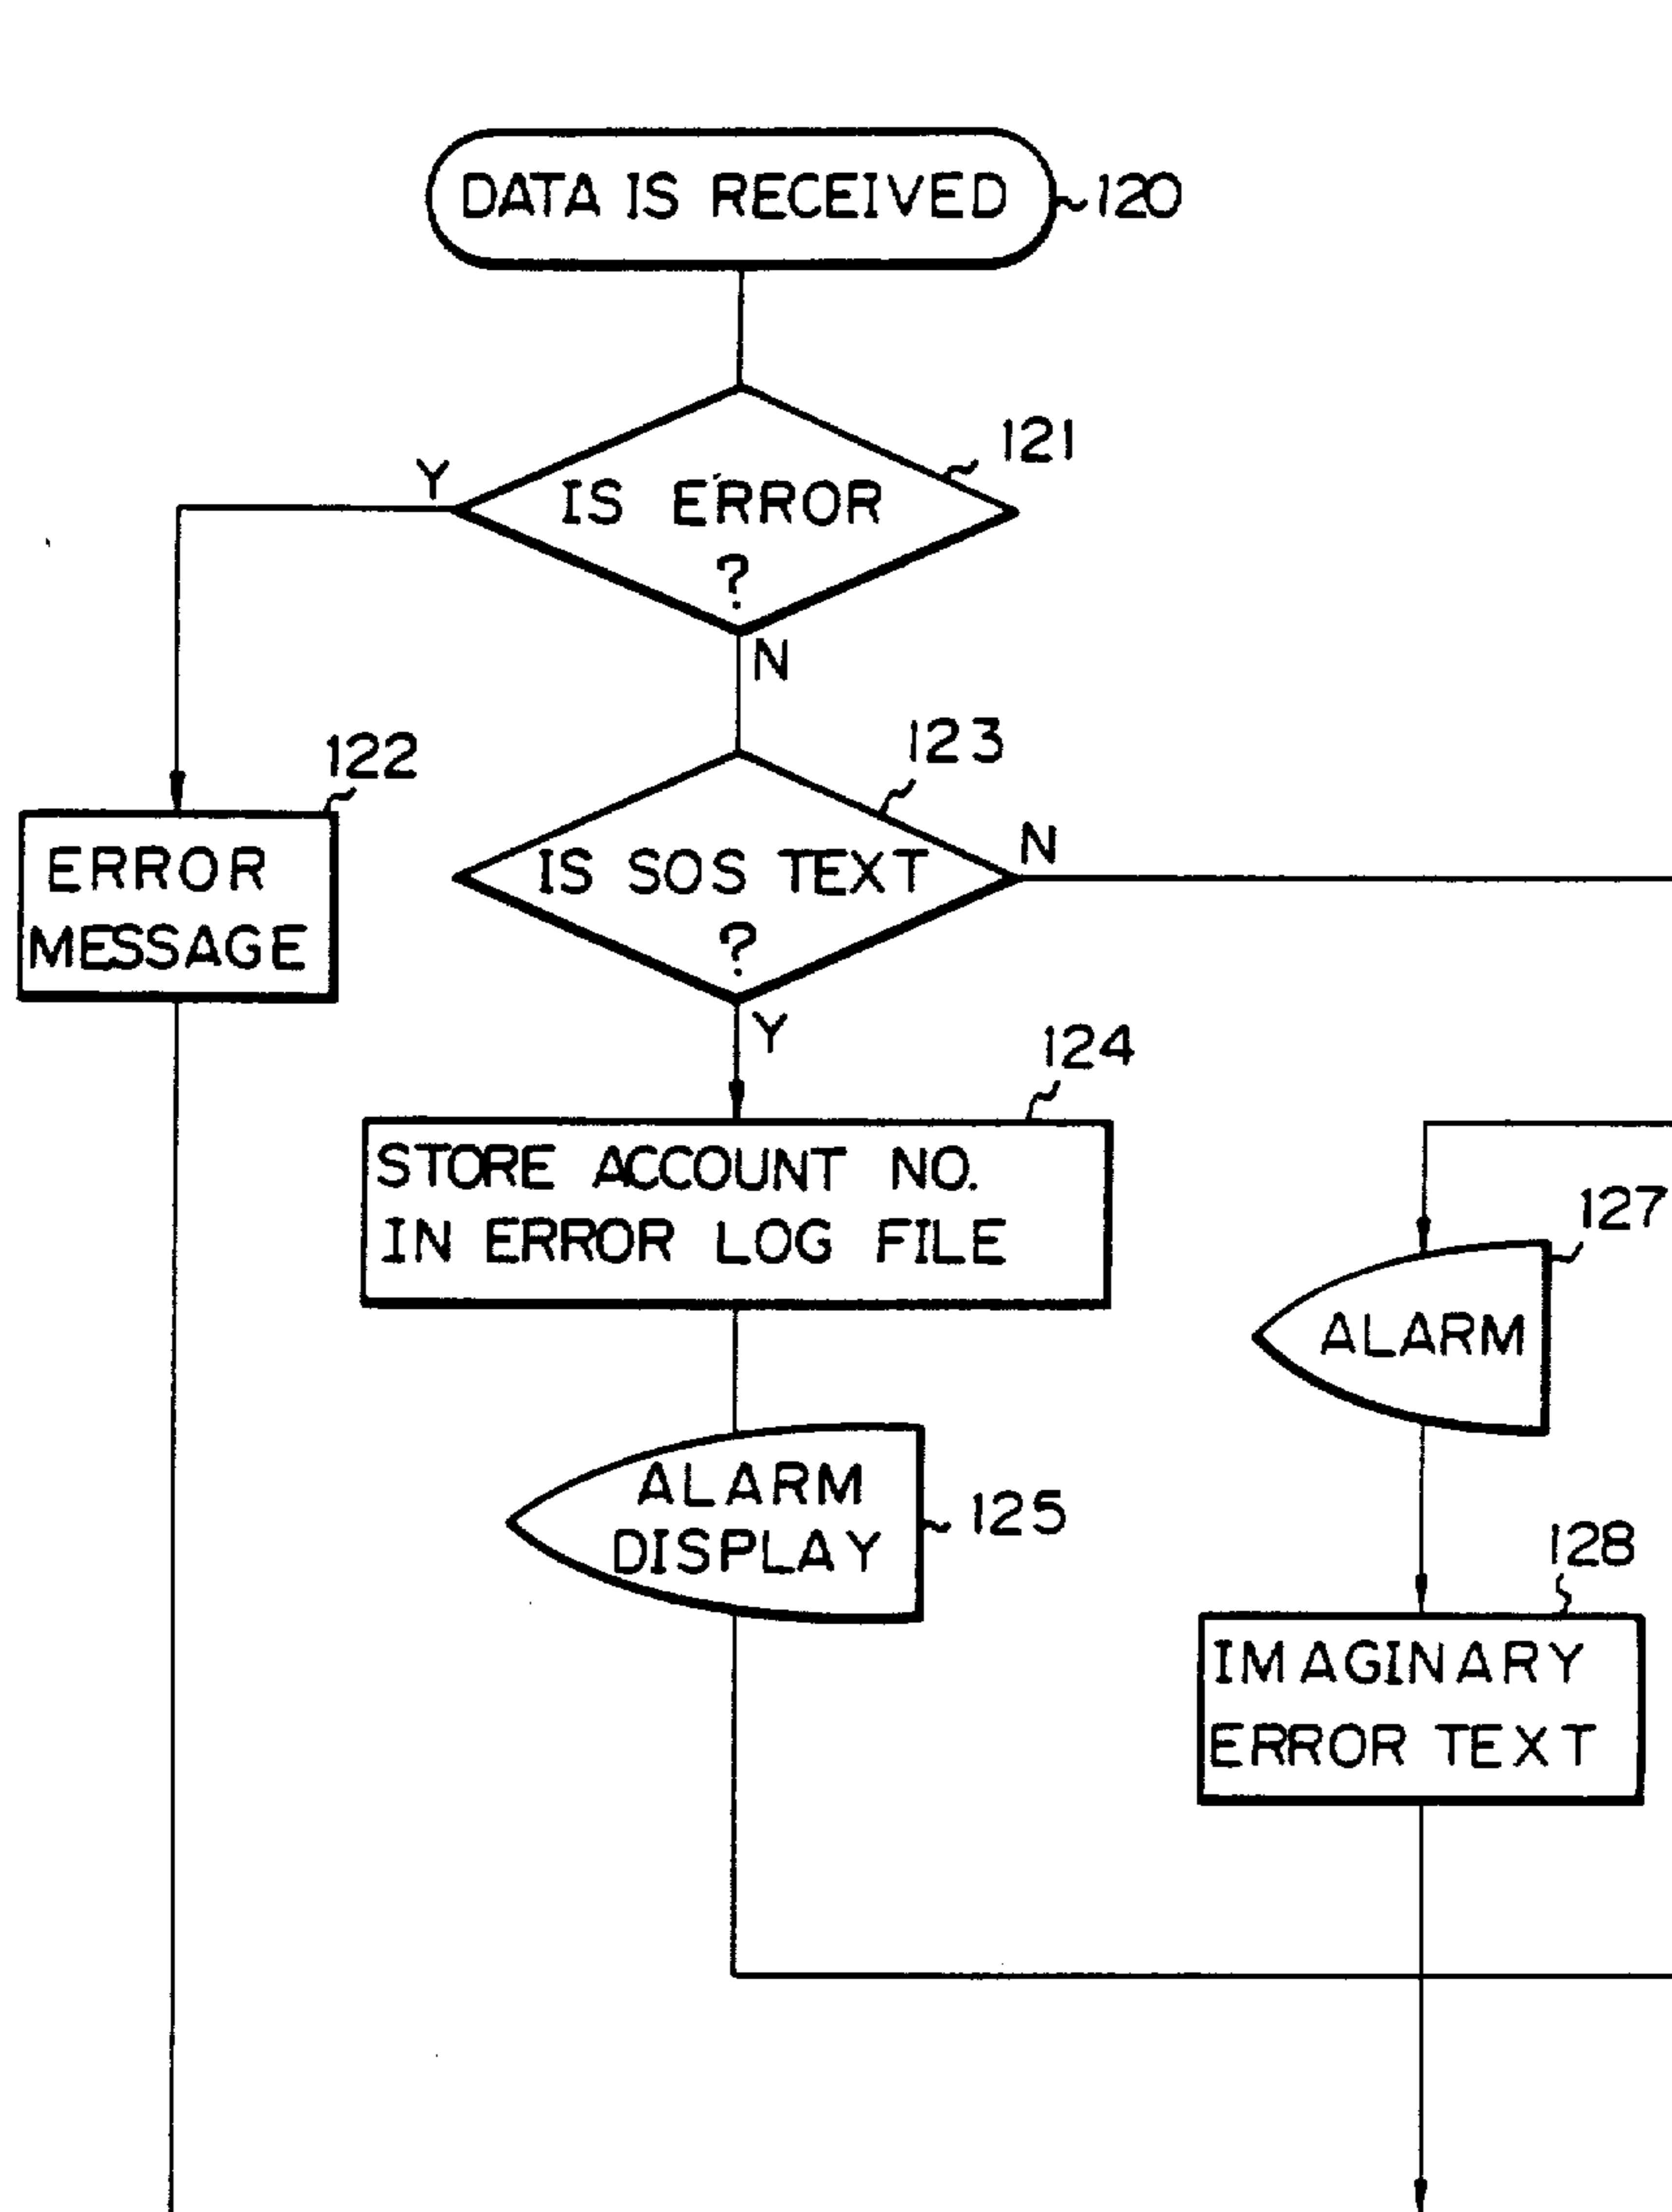 DATA IS RECEIVED
120
121
Y
IS ERROR
?
N
122
123
ERROR
MESSAGE
IS SOS TEXT
?
N
Y
124
STORE ACCOUNT NO.
IN ERROR LOG FILE
127
ALARM
ALARM
DISPLAY
125
128
IMAGINARY
ERROR TEXT